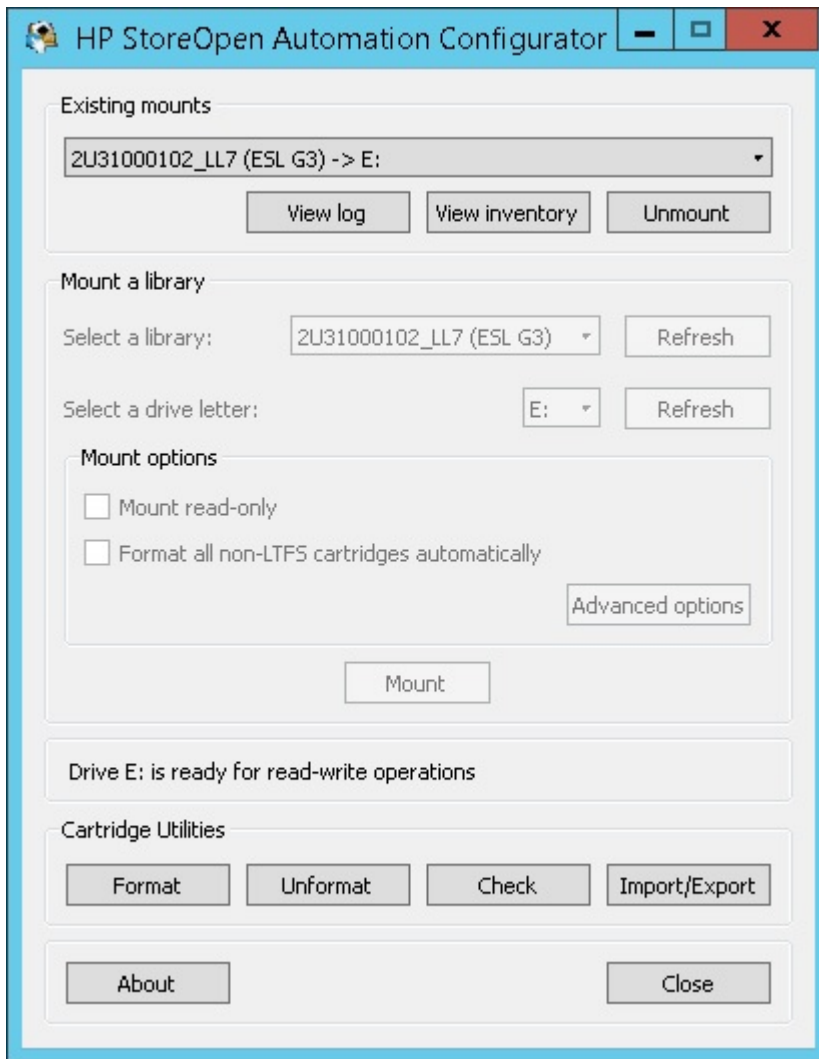 HP StoreOpen Automation Configurator
Existing mounts
2U31000102_LL7 (ESL G3) -> E:
View log View inventory Unmount
Mount a library
Select a library: 2U31000102_LL7 (ESL G3) Refresh
Select a drive letter: E: Refresh
Mount options
Mount read-only
Format all non-LTFS cartridges automatically
Advanced options
Mount
Drive E: is ready for read-write operations
Cartridge Utilities
Format Unformat Check Import/Export
About Close